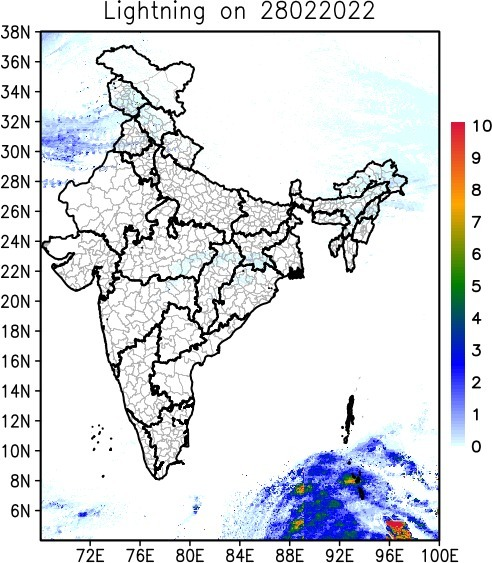 Lightning on 28022022
38N
36N
34N
32N
30N
28N
26N
24N
22N
20N
18N
16N
14N
12N
10N
8N
6N
72E 76E 80E 84E 88E 92E 96E 100E
10
9
8
7
6
5
4
3
2
1
0